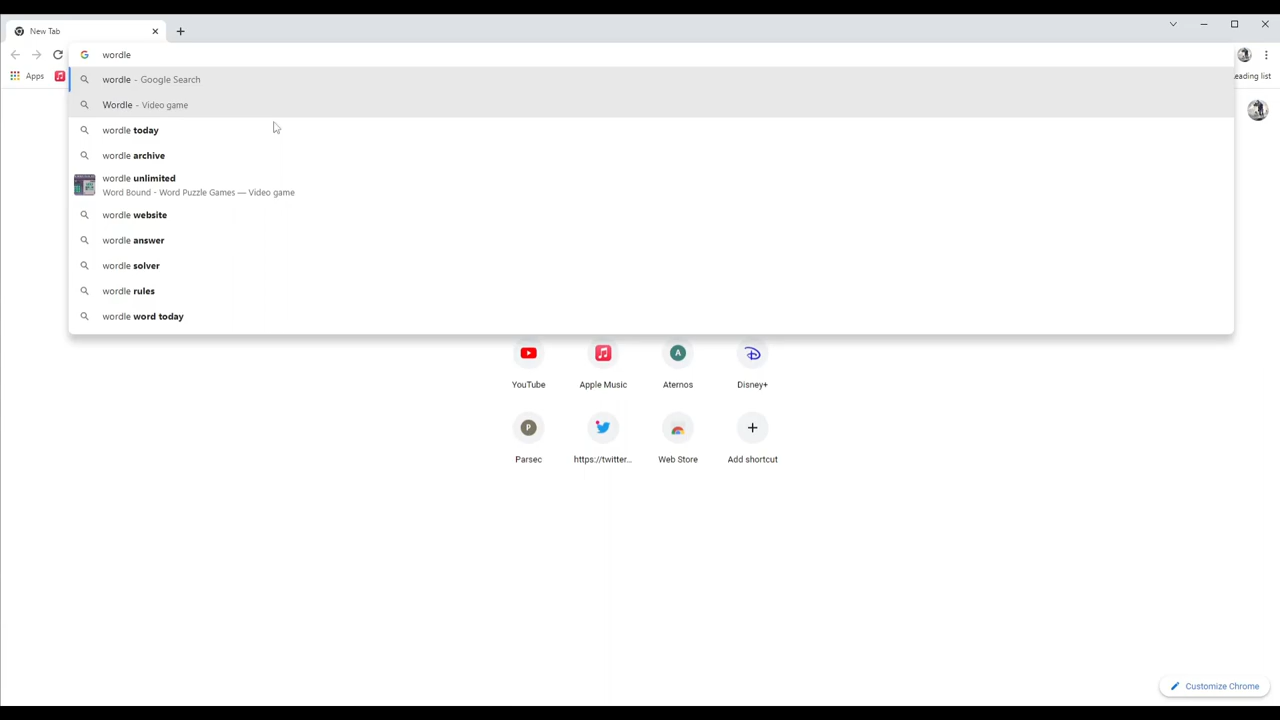 New Tab
wordle
Apps
eading list
wordle - Google Search
Wordle - Video game
wordle today
wordle archive
wordle unlimited
Word Bound - Word Puzzle Games — Video game
wordle website
wordle answer
wordle solver
wordle rules
wordle word today
YouTube
Apple Music
A
Aternos
Disney+
P
Parsec
https://twitter...
Web Store
Add shortcut
Customize Chrome